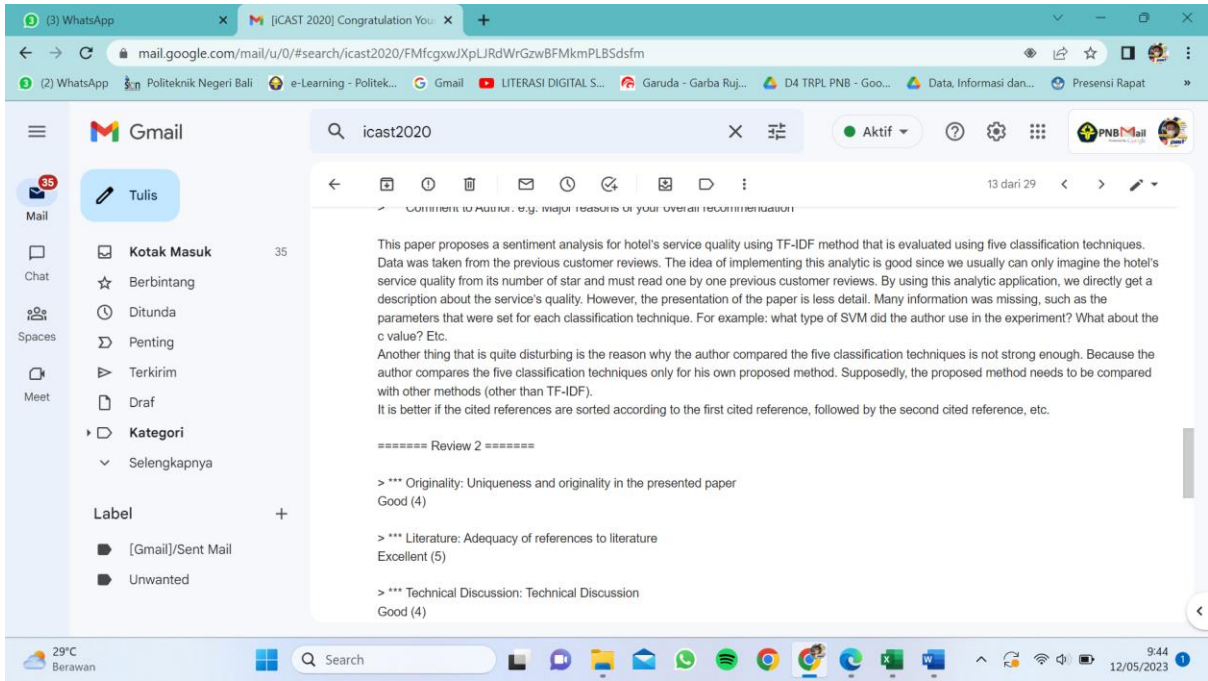 (3) WhatsApp
[iCAST 2020] Congratulation You
mail.google.com/mail/u/0/#search/icast2020/FMfcgxwJXpLJRdWrGzwBFMkmPLBSdsfm
(2) WhatsApp Politeknik Negeri Bali e-Learning - Politek... Gmail LITERASI DIGITAL S... Garuda - Garba Ruj... D4 TRPL PNB - Goo... Data, Informasi dan... Presensi Rapat »
Gmail
icast2020
Aktif
PNBMail
35
Mail
Chat
Spaces
Meet
Tulis
Kotak Masuk 35
Berbintang
Ditunda
Penting
Terkirim
Draf
Kategori
Selengkapnya
Label +
[Gmail]/Sent Mail
Unwanted
13 dari 29
> Comment to Author: e.g. Major reasons of your overall recommendation
This paper proposes a sentiment analysis for hotel's service quality using TF-IDF method that is evaluated using five classification techniques.
Data was taken from the previous customer reviews. The idea of implementing this analytic is good since we usually can only imagine the hotel's
service quality from its number of star and must read one by one previous customer reviews. By using this analytic application, we directly get a
description about the service's quality. However, the presentation of the paper is less detail. Many information was missing, such as the
parameters that were set for each classification technique. For example: what type of SVM did the author use in the experiment? What about the
c value? Etc.
Another thing that is quite disturbing is the reason why the author compared the five classification techniques is not strong enough. Because the
author compares the five classification techniques only for his own proposed method. Supposedly, the proposed method needs to be compared
with other methods (other than TF-IDF).
It is better if the cited references are sorted according to the first cited reference, followed by the second cited reference, etc.
======= Review 2 =======
> *** Originality: Uniqueness and originality in the presented paper
Good (4)
> *** Literature: Adequacy of references to literature
Excellent (5)
> *** Technical Discussion: Technical Discussion
Good (4)
29°C
Berawan
Search
9:44
12/05/2023
1